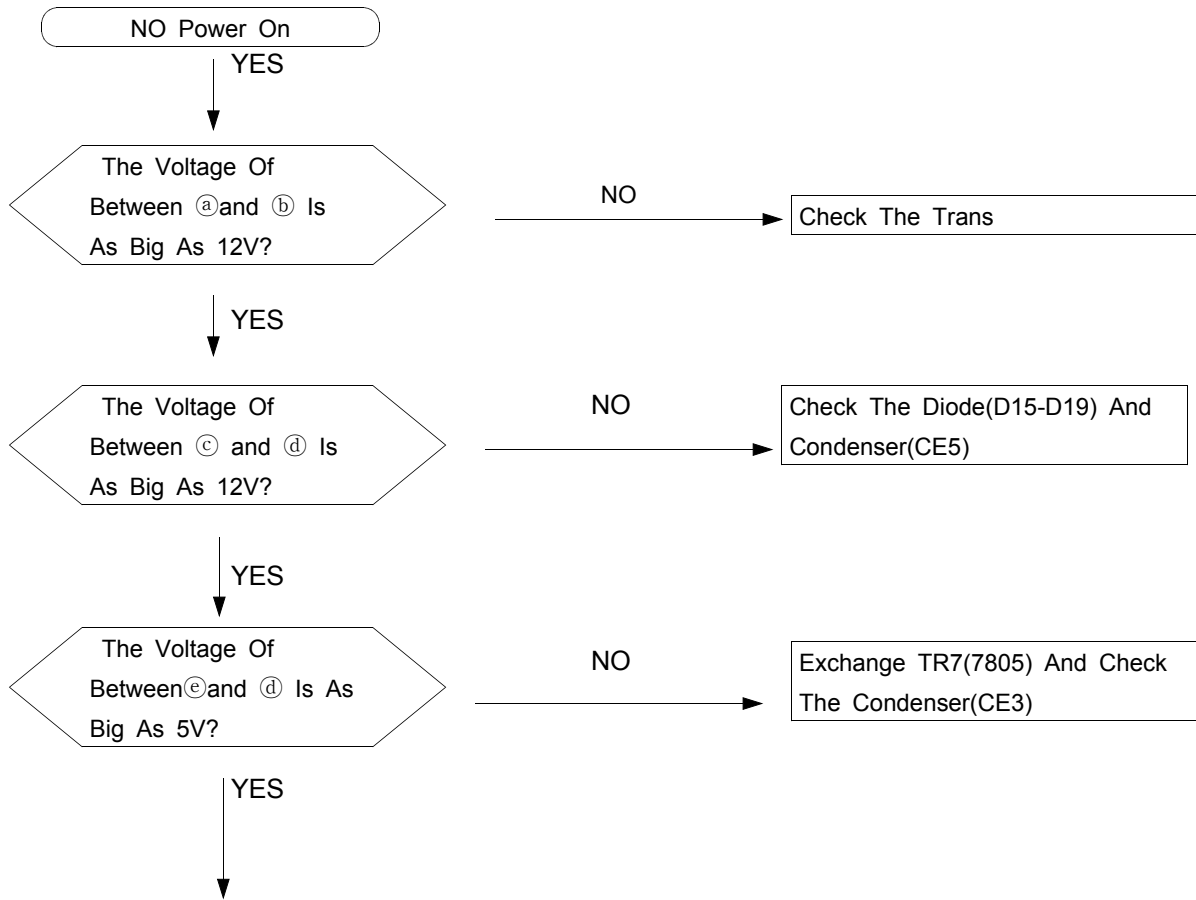 NO Power On
YES
The Voltage Of
Between ⓐand ⓑ Is
As Big As 12V?
NO
Check The Trans
YES
The Voltage Of
Between ⓒ and ⓓ Is
As Big As 12V?
NO
Check The Diode(D15-D19) And
Condenser(CE5)
YES
The Voltage Of
Betweenⓔand ⓓ Is As
Big As 5V?
NO
Exchange TR7(7805) And Check
The Condenser(CE3)
YES